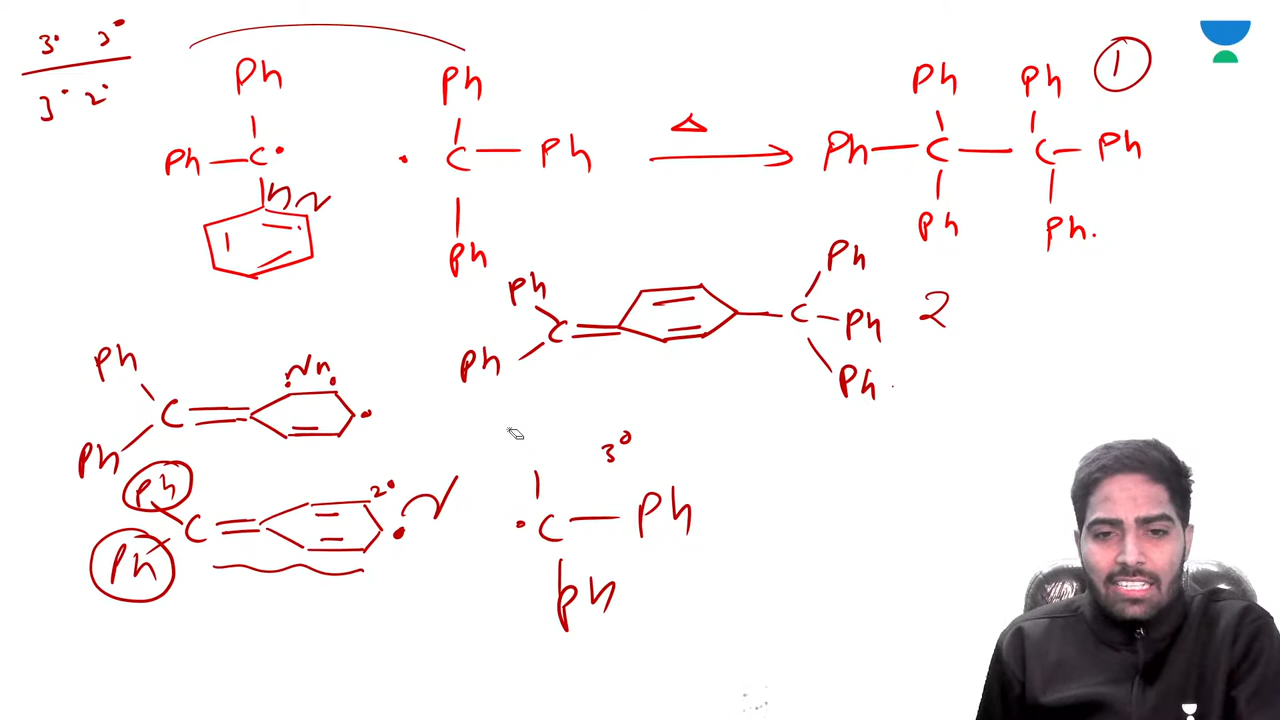 3° 3°
3° 2°
Ph Ph Ph Ph 1
Ph C • • C Ph Δ Ph C C Ph
Ph Ph Ph.
Ph Ph
Ph C C Ph 2
Ph.
Ph
C
Ph
3°
Ph 2°
C • C Ph
Ph
Ph